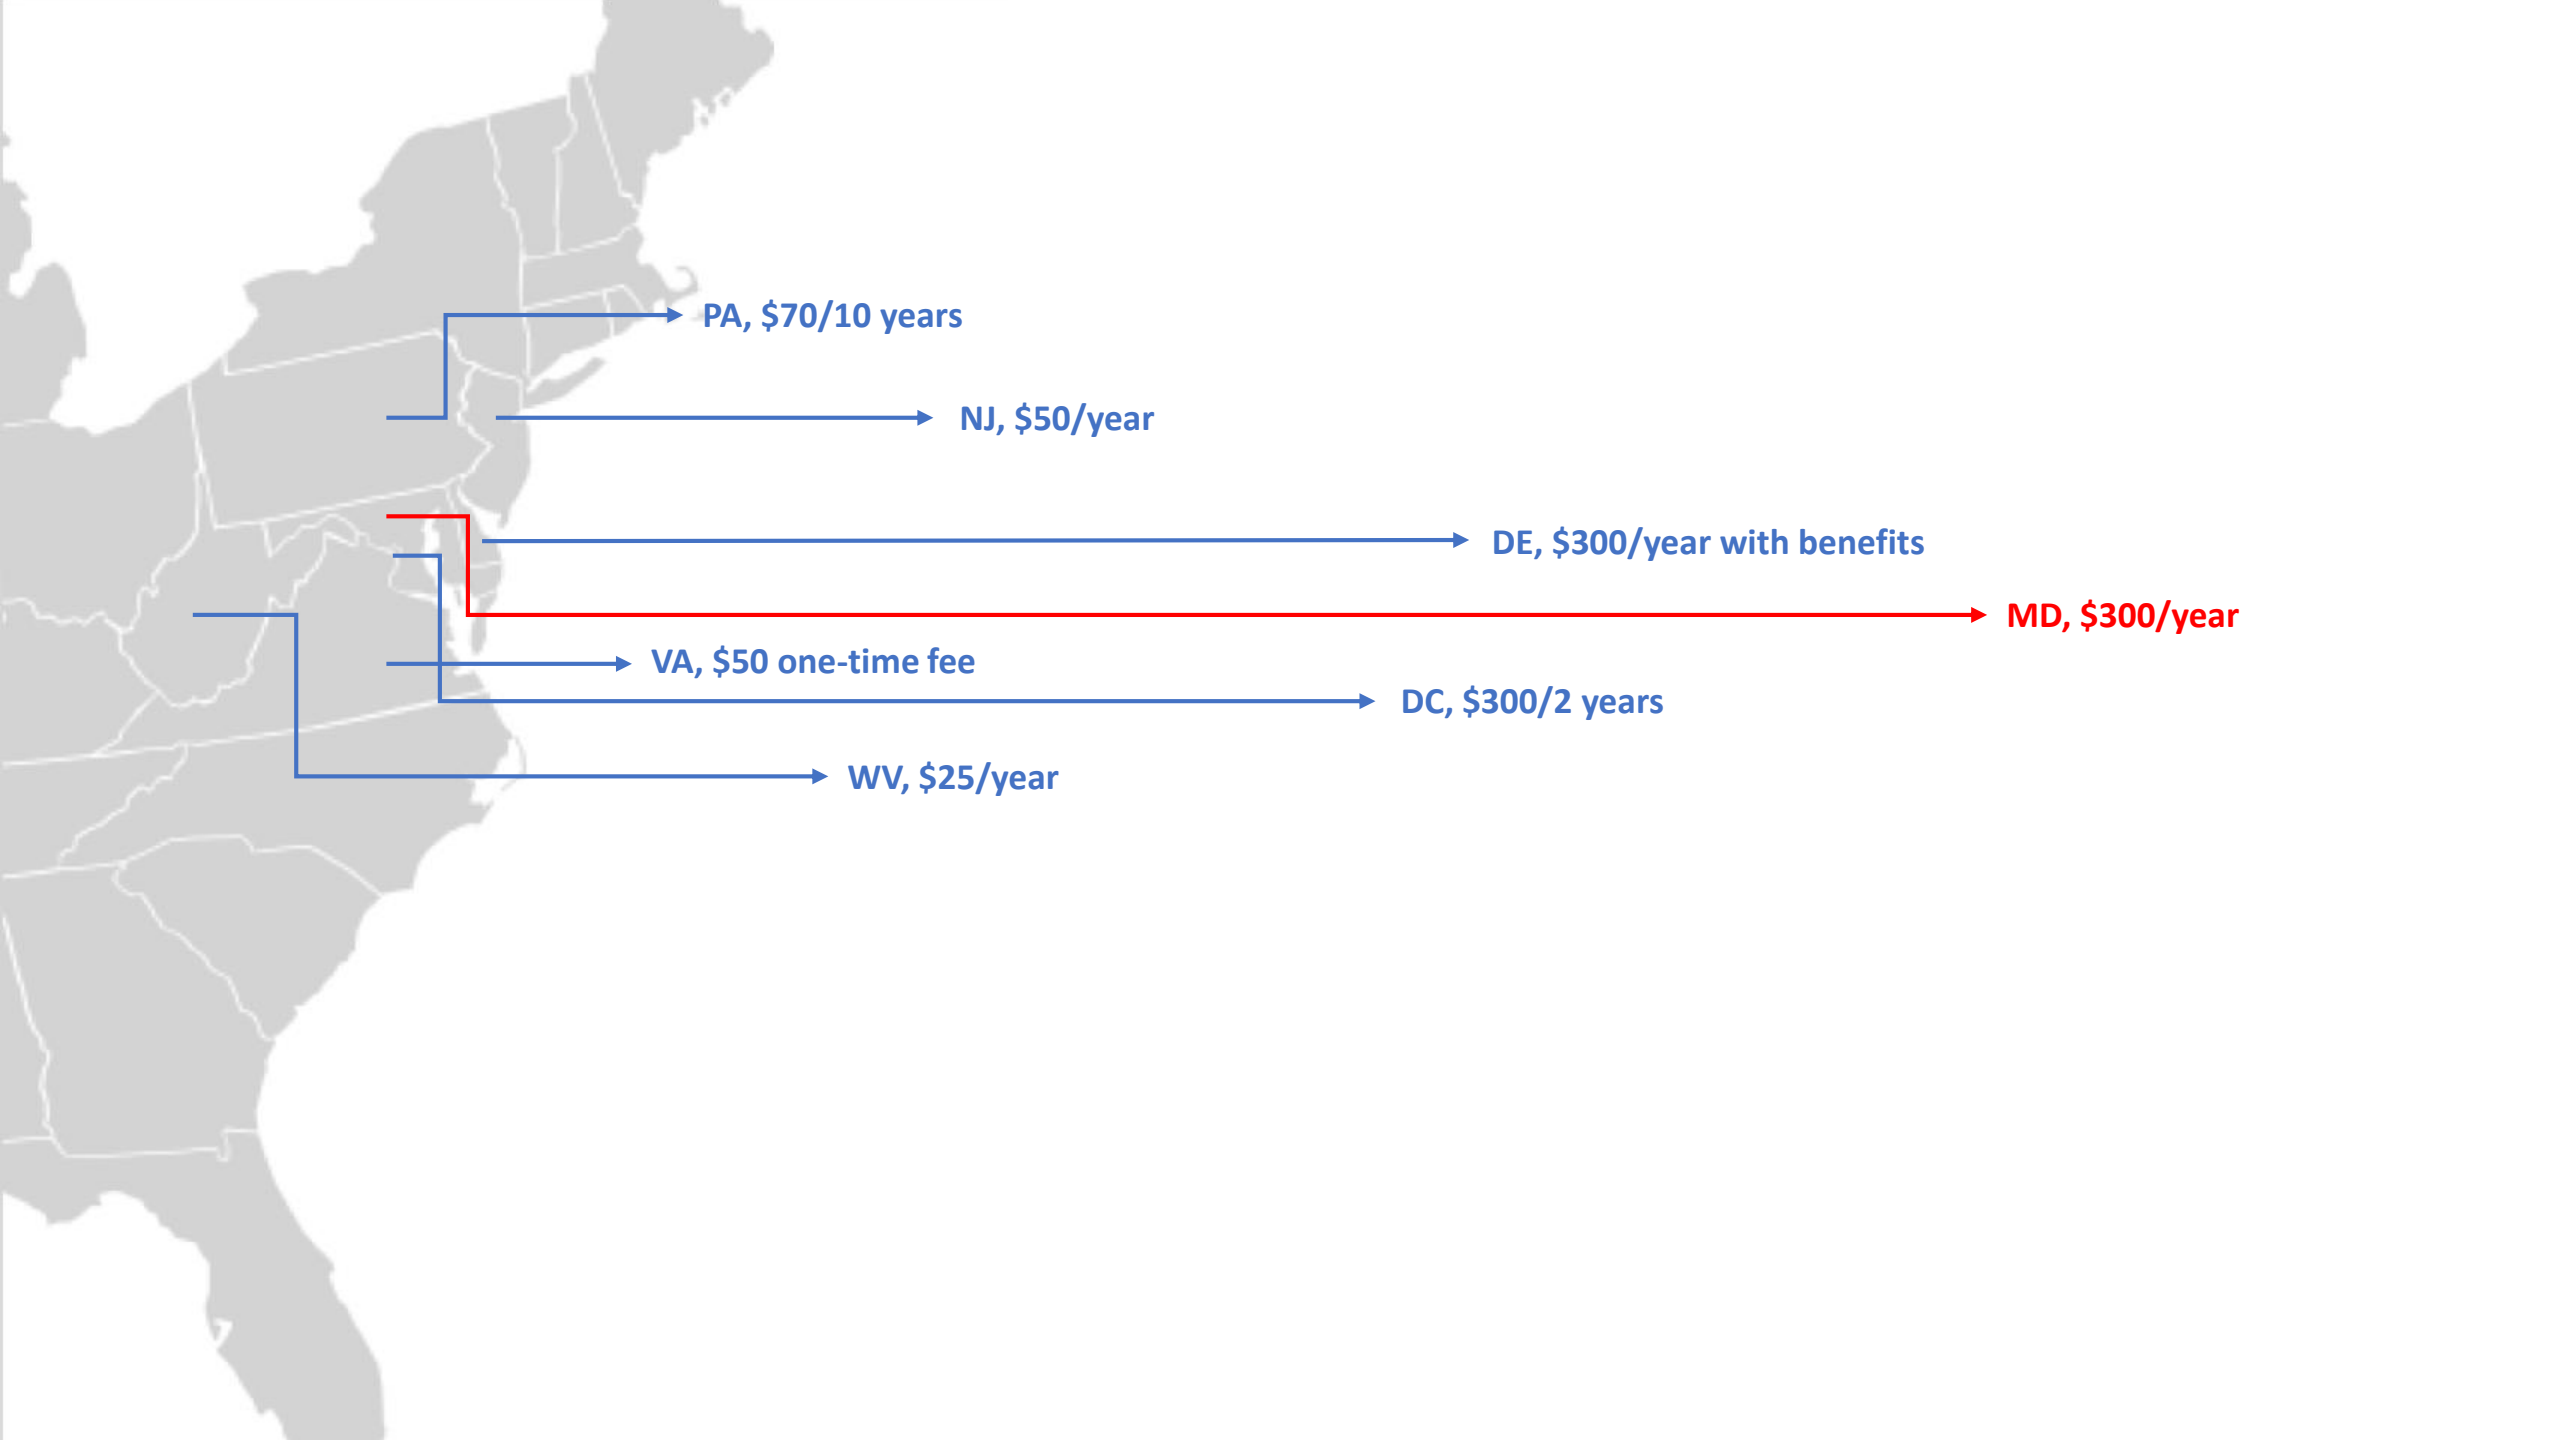 PA, $70/10 years
NJ, $50/year
DE, $300/year with benefits
MD, $300/year
VA, $50 one-time fee
DC, $300/2 years
WV, $25/year